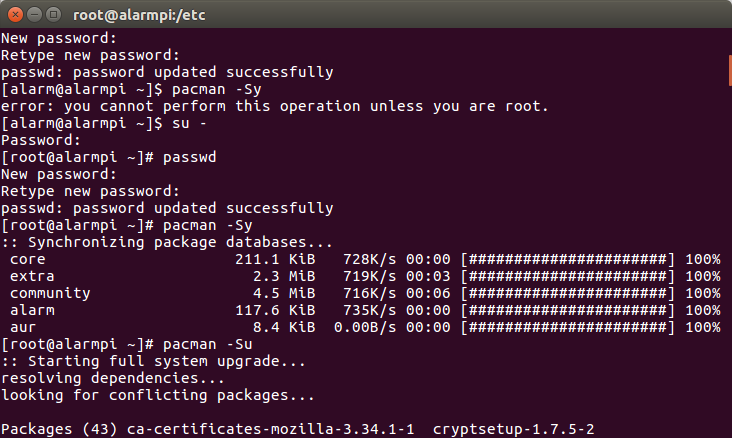 root@alarmpi:/etc
New password:
Retype new password:
passwd: password updated successfully
[alarm@alarmpi ~]$ pacman -Sy
error: you cannot perform this operation unless you are root.
[alarm@alarmpi ~]$ su -
Password:
[root@alarmpi ~]# passwd
New password:
Retype new password:
passwd: password updated successfully
[root@alarmpi ~]# pacman -Sy
:: Synchronizing package databases...
 core                     211.1 KiB   728K/s 00:00 [######################] 100%
 extra                      2.3 MiB   719K/s 00:03 [######################] 100%
 community                  4.5 MiB   716K/s 00:06 [######################] 100%
 alarm                    117.6 KiB   735K/s 00:00 [######################] 100%
 aur                        8.4 KiB  0.00B/s 00:00 [######################] 100%
[root@alarmpi ~]# pacman -Su
:: Starting full system upgrade...
resolving dependencies...
looking for conflicting packages...
Packages (43) ca-certificates-mozilla-3.34.1-1  cryptsetup-1.7.5-2